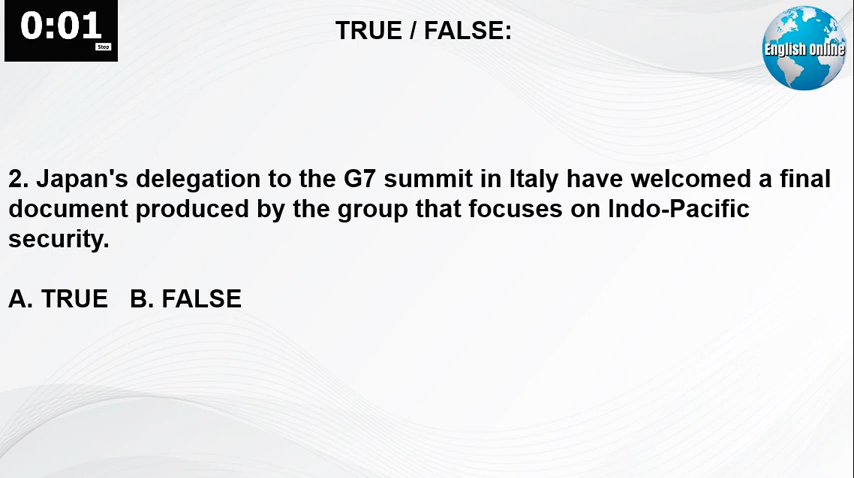 0:01
Stop
TRUE / FALSE:
English Online
2. Japan's delegation to the G7 summit in Italy have welcomed a final
document produced by the group that focuses on Indo-Pacific
security.
A. TRUE B. FALSE